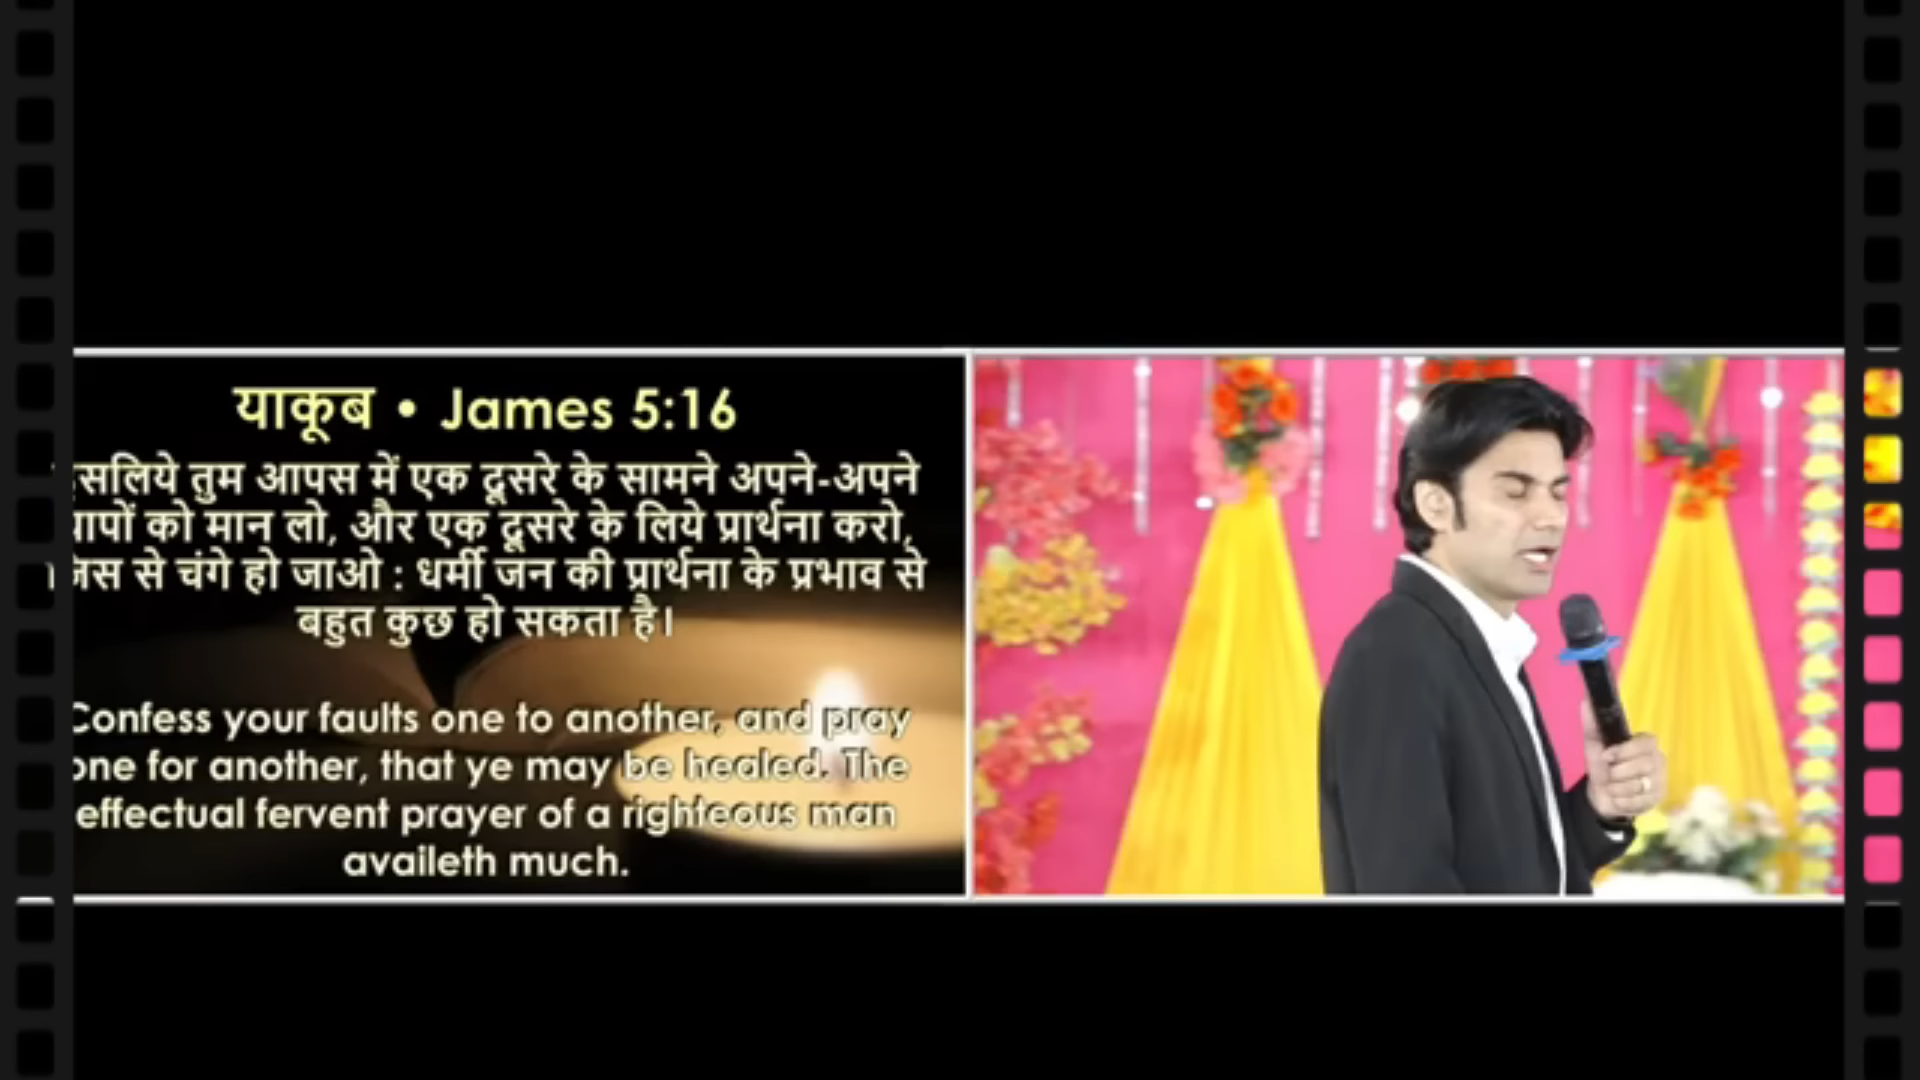 याकूब • James 5:16
इसलिये तुम आपस में एक दूसरे के सामने अपने-अपने
पापों को मान लो, और एक दूसरे के लिये प्रार्थना करो,
जिस से चंगे हो जाओ : धर्मी जन की प्रार्थना के प्रभाव से
बहुत कुछ हो सकता है।
Confess your faults one to another, and pray
one for another, that ye may be healed. The
effectual fervent prayer of a righteous man
availeth much.